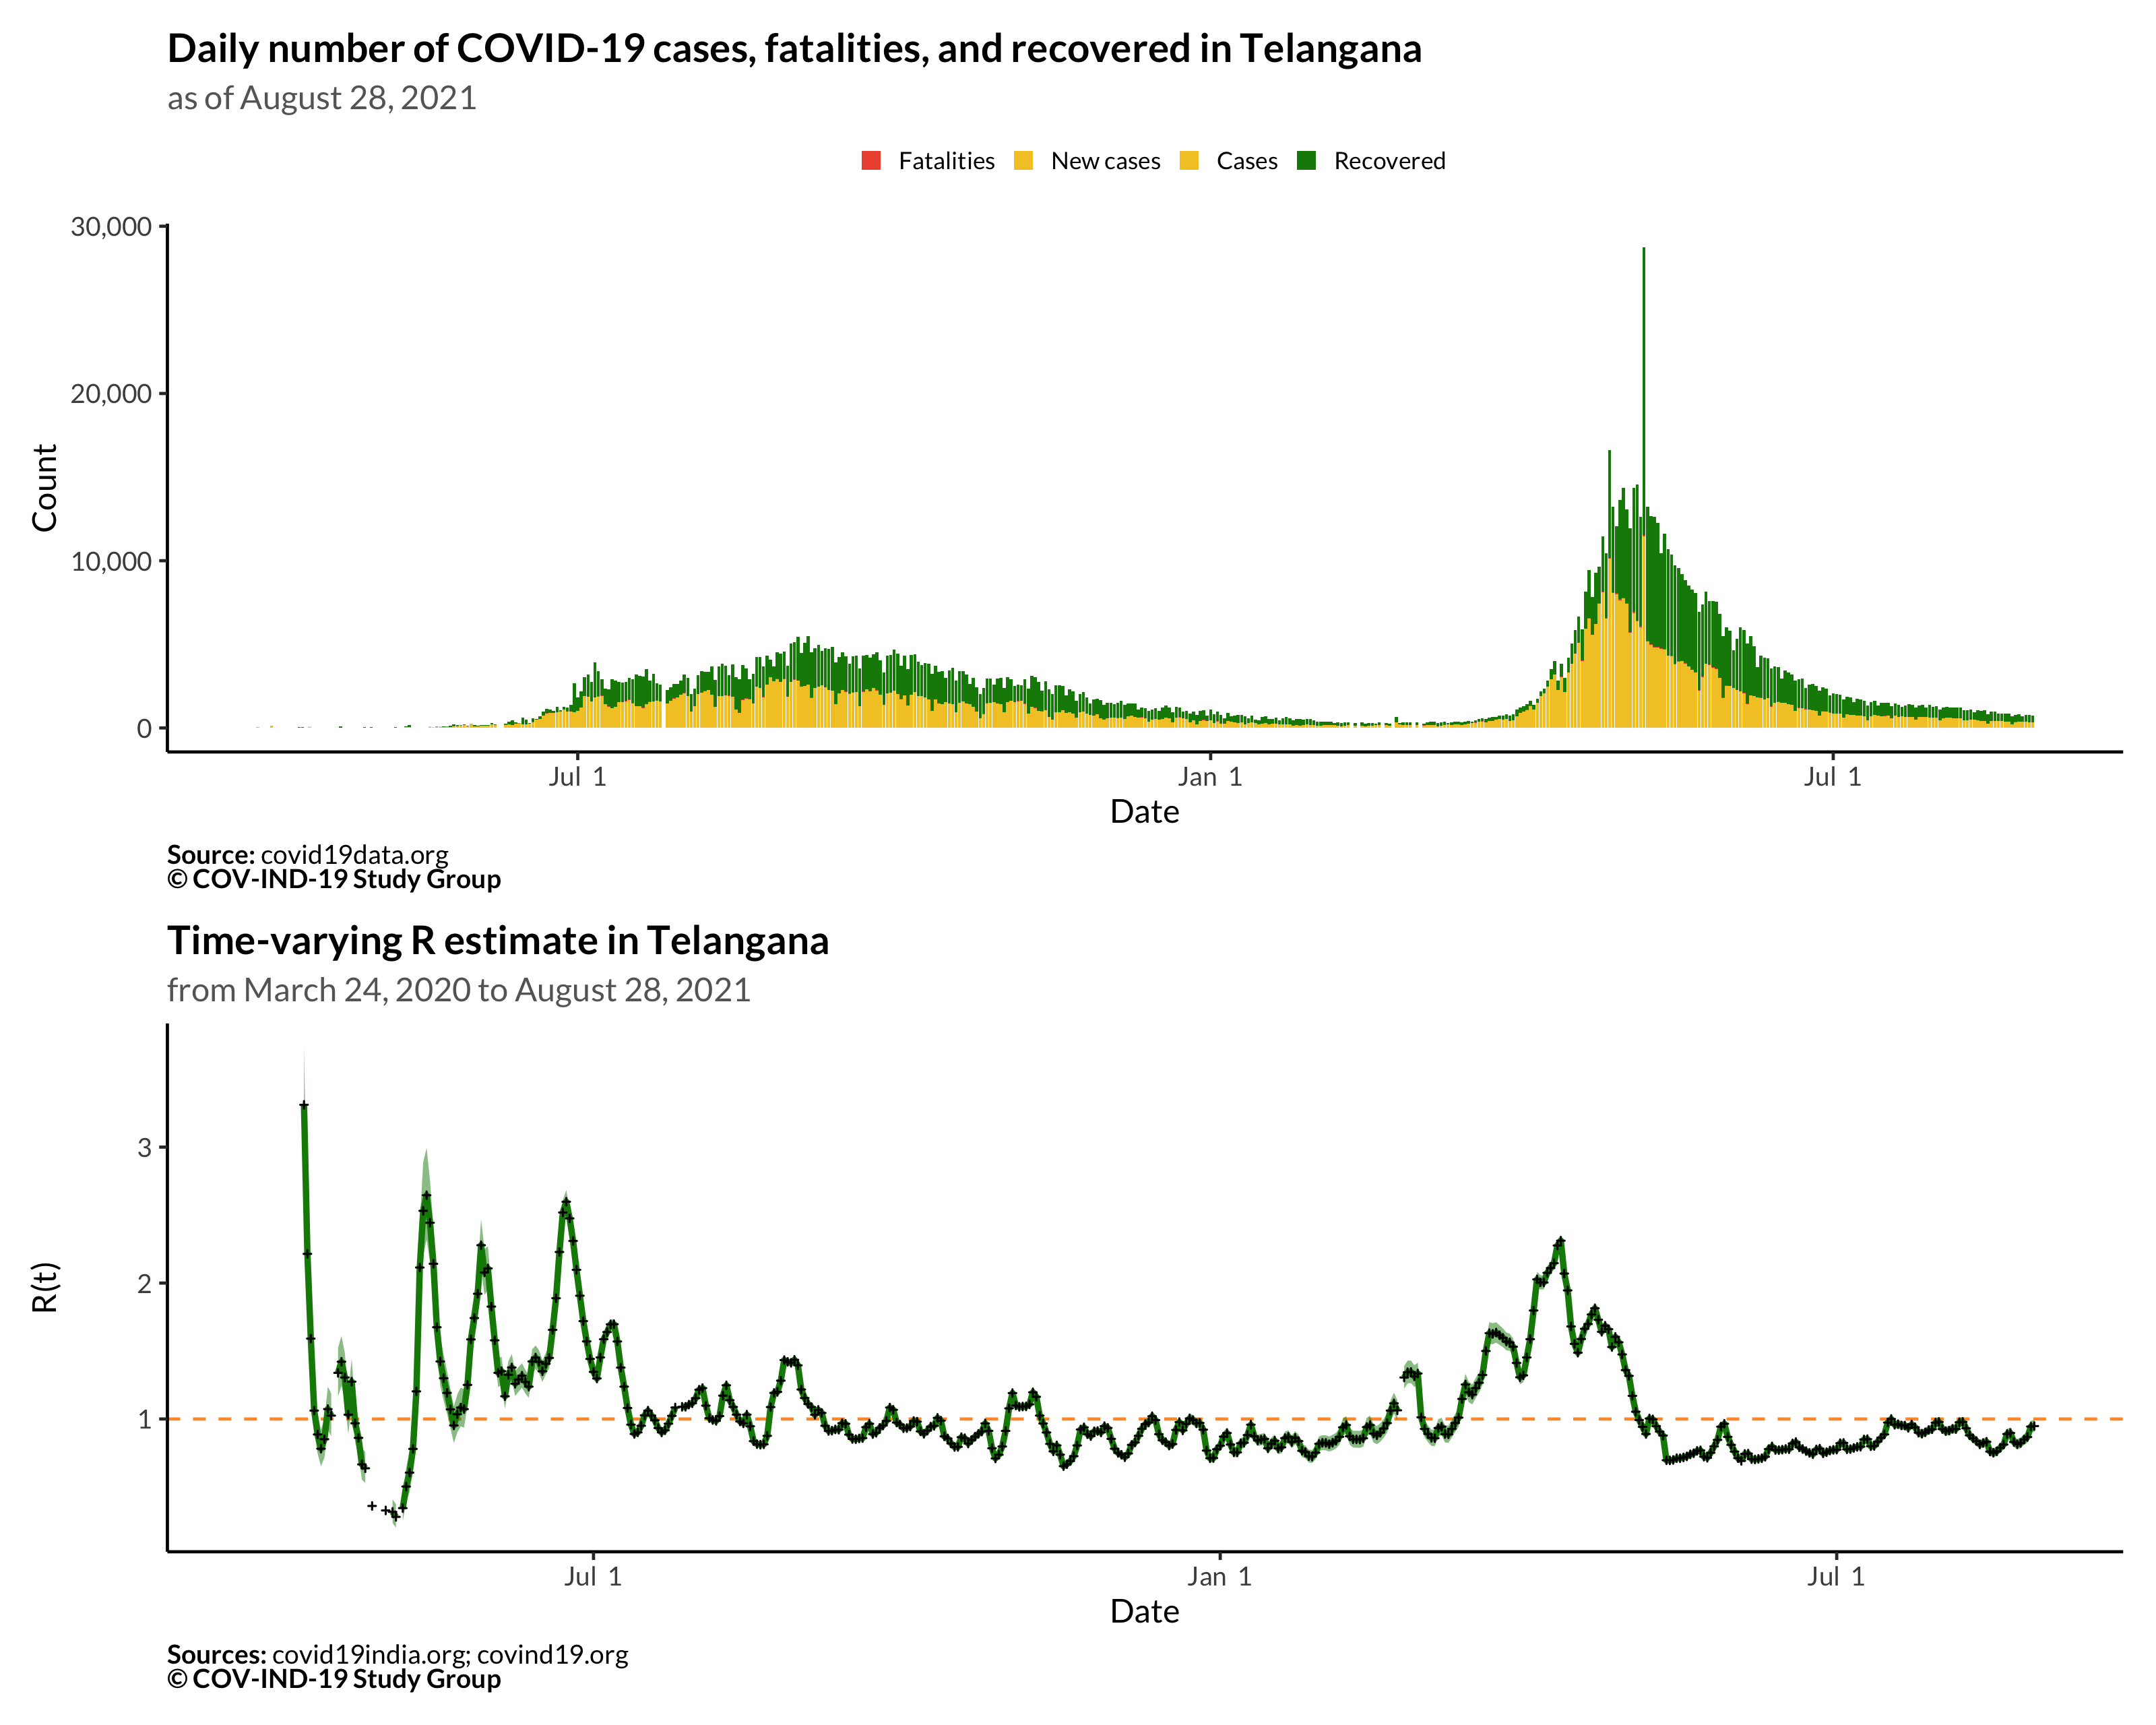 Daily number of COVID-19 cases, fatalities, and recovered in Telangana
as of August 28, 2021
Fatalities New cases Cases Recovered
30,000
20,000
10,000
0
Count
Jul 1 Jan 1 Jul 1
Date
Source: covid19data.org
© COV-IND-19 Study Group
Time-varying R estimate in Telangana
from March 24, 2020 to August 28, 2021
3
2
1
R(t)
Jul 1 Jan 1 Jul 1
Date
Sources: covid19india.org; covind19.org
© COV-IND-19 Study Group